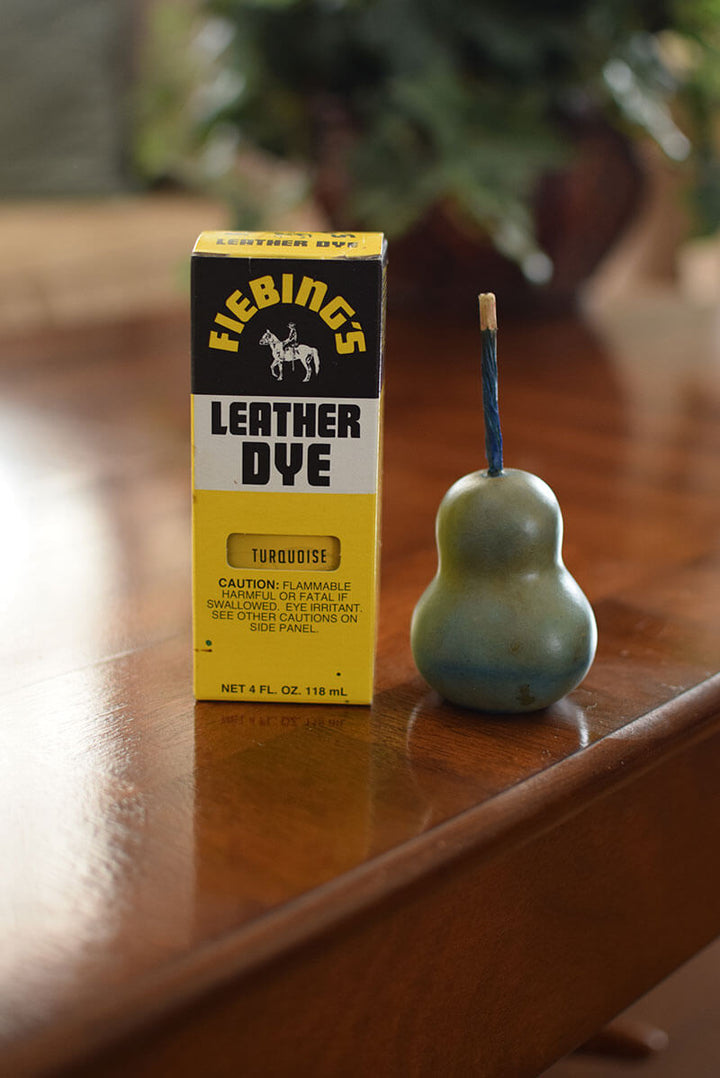 LEATHER DYE
FIEBING'S
LEATHER
DYE
TURQUOISE
CAUTION: FLAMMABLE
HARMFUL OR FATAL IF
SWALLOWED. EYE IRRITANT.
SEE OTHER CAUTIONS ON
SIDE PANEL.
NET 4 FL. OZ. 118 mL